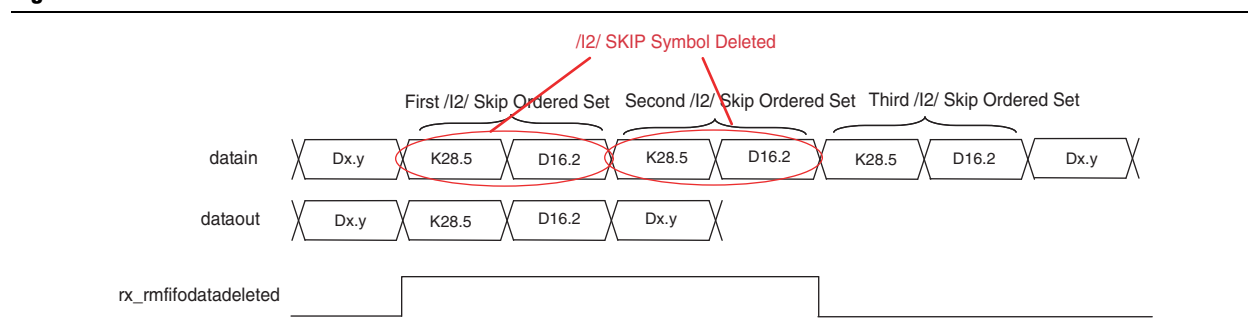 /I2/ SKIP Symbol Deleted
First /I2/ Skip Ordered Set Second /I2/ Skip Ordered Set Third /I2/ Skip Ordered Set
datain Dx.y K28.5 D16.2 K28.5 D16.2 K28.5 D16.2 Dx.y
dataout Dx.y K28.5 D16.2 Dx.y
rx_rmfifodatadeleted